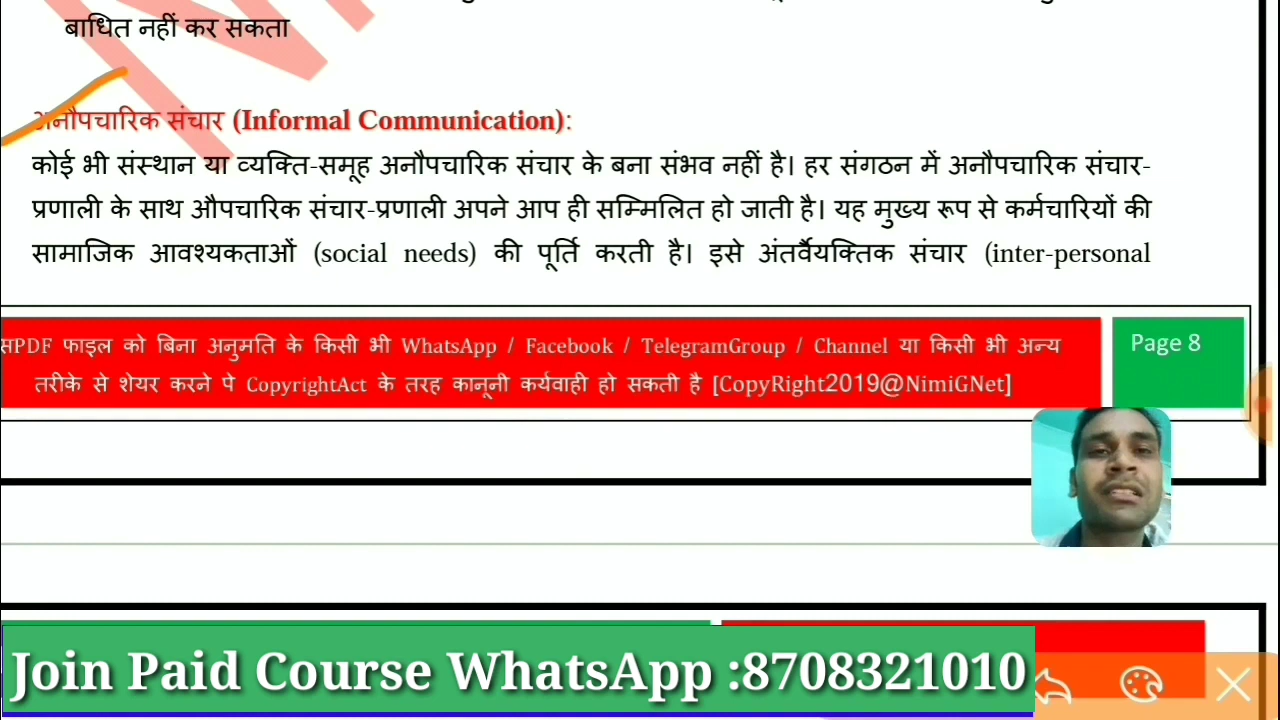 बाधित नहीं कर सकता
अनौपचारिक संचार (Informal Communication):
कोई भी संस्थान या व्यक्ति-समूह अनौपचारिक संचार के बना संभव नहीं है। हर संगठन में अनौपचारिक संचार-
प्रणाली के साथ औपचारिक संचार-प्रणाली अपने आप ही सम्मिलित हो जाती है। यह मुख्य रूप से कर्मचारियों की
सामाजिक आवश्यकताओं (social needs) की पूर्ति करती है। इसे अंतर्वैयक्तिक संचार (inter-personal
सPDF फाइल को बिना अनुमति के किसी भी WhatsApp / Facebook / TelegramGroup / Channel या किसी भी अन्य
तरीके से शेयर करने पे CopyrightAct के तरह कानूनी कर्यवाही हो सकती है [CopyRight2019@NimiGNet]
Page 8
Join Paid Course WhatsApp :8708321010